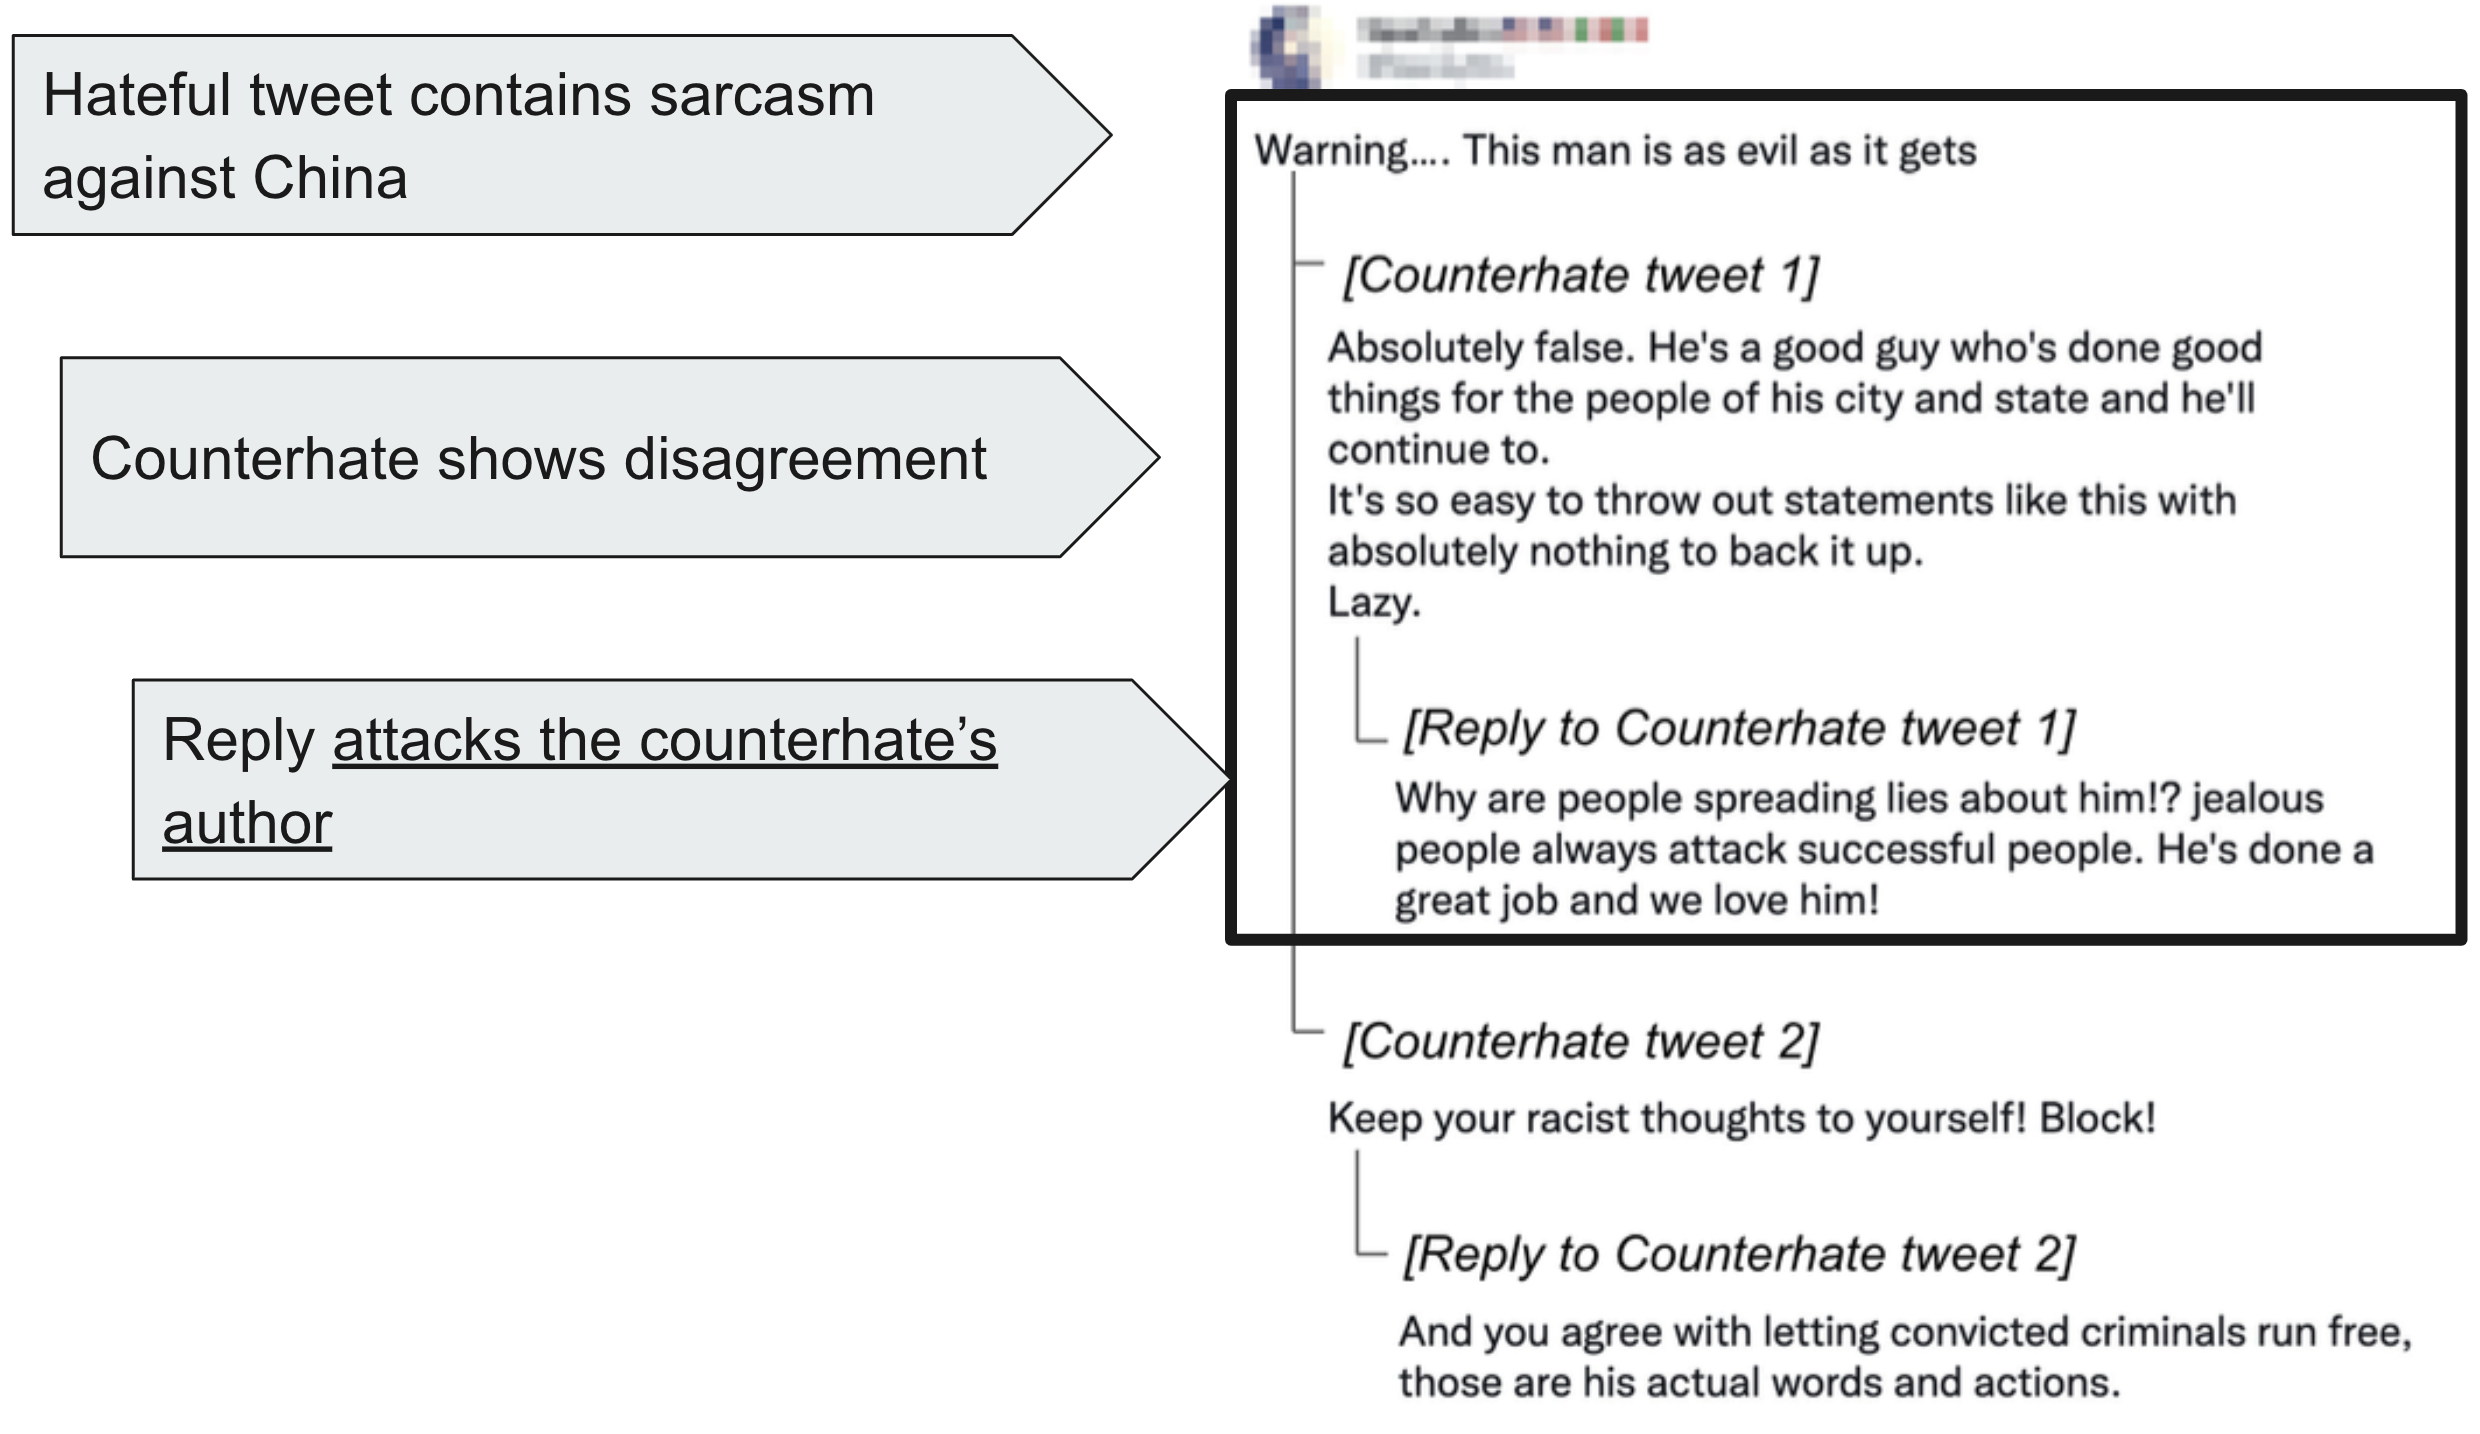 Hateful tweet contains sarcasm
against China
Counterhate shows disagreement
Reply attacks the counterhate’s
author
Warning.... This man is as evil as it gets
[Counterhate tweet 1]
Absolutely false. He's a good guy who's done good
things for the people of his city and state and he'll
continue to.
It's so easy to throw out statements like this with
absolutely nothing to back it up.
Lazy.
[Reply to Counterhate tweet 1]
Why are people spreading lies about him!? jealous
people always attack successful people. He's done a
great job and we love him!
[Counterhate tweet 2]
Keep your racist thoughts to yourself! Block!
[Reply to Counterhate tweet 2]
And you agree with letting convicted criminals run free,
those are his actual words and actions.